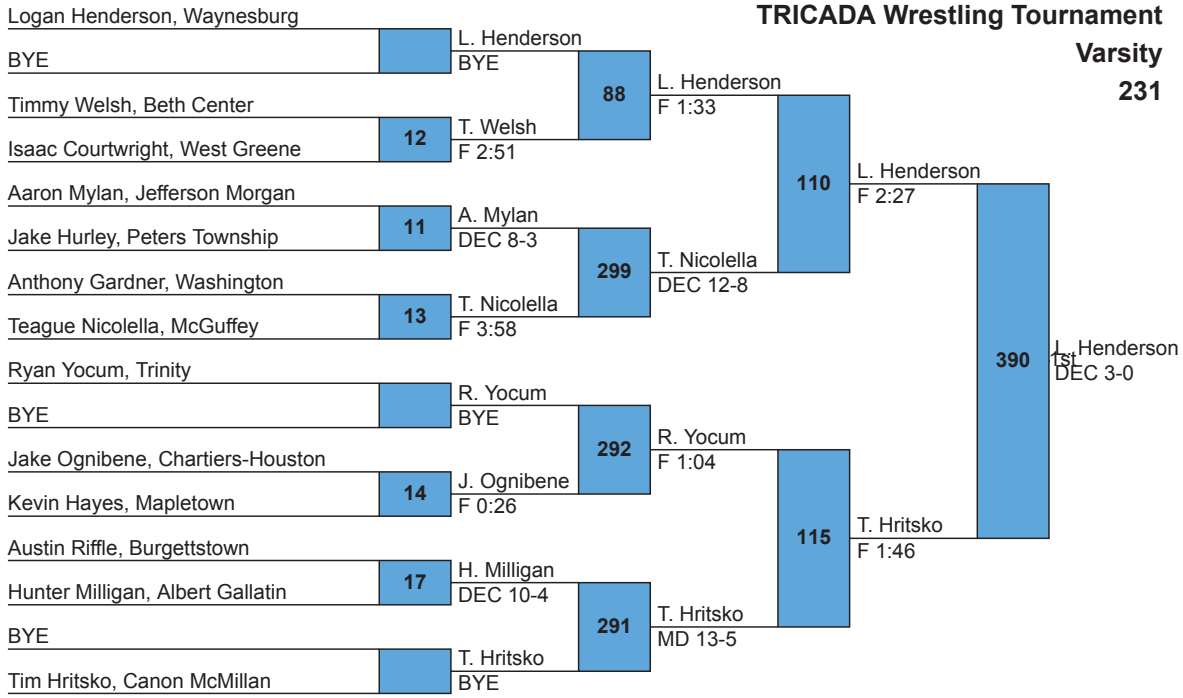 TRICADA Wrestling Tournament
Varsity
231
Logan Henderson, Waynesburg
BYE
Timmy Welsh, Beth Center
Isaac Courtwright, West Greene
Aaron Mylan, Jefferson Morgan
Jake Hurley, Peters Township
Anthony Gardner, Washington
Teague Nicolella, McGuffey
Ryan Yocum, Trinity
BYE
Jake Ognibene, Chartiers-Houston
Kevin Hayes, Mapletown
Austin Riffle, Burgettstown
Hunter Milligan, Albert Gallatin
BYE
Tim Hritsko, Canon McMillan
12
11
13
14
17
L. Henderson
BYE
T. Welsh
F 2:51
A. Mylan
DEC 8-3
T. Nicolella
F 3:58
R. Yocum
BYE
J. Ognibene
F 0:26
H. Milligan
DEC 10-4
T. Hritsko
BYE
88
299
292
291
L. Henderson
F 1:33
T. Nicolella
DEC 12-8
R. Yocum
F 1:04
T. Hritsko
MD 13-5
110
115
L. Henderson
F 2:27
T. Hritsko
F 1:46
390
L. Henderson
1st
DEC 3-0